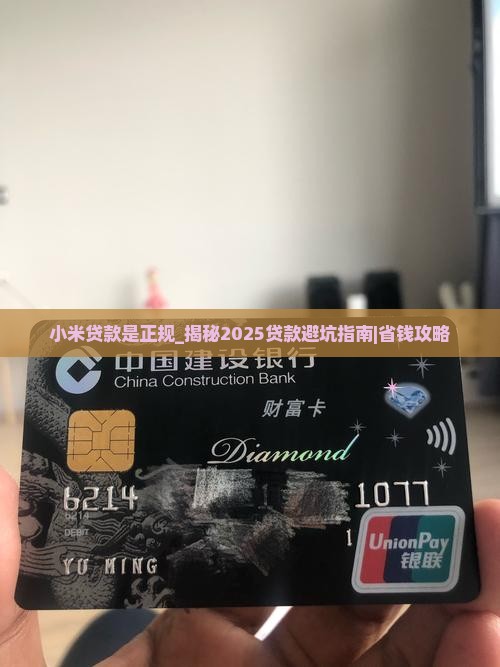 小米贷款是正规_揭秘2025贷款避坑指南|省钱攻略
中国建设银行
China Construction Bank
财富卡
Diamond
6214 1077
6214
DEBIT
1
YU MING
UnionPay
银联